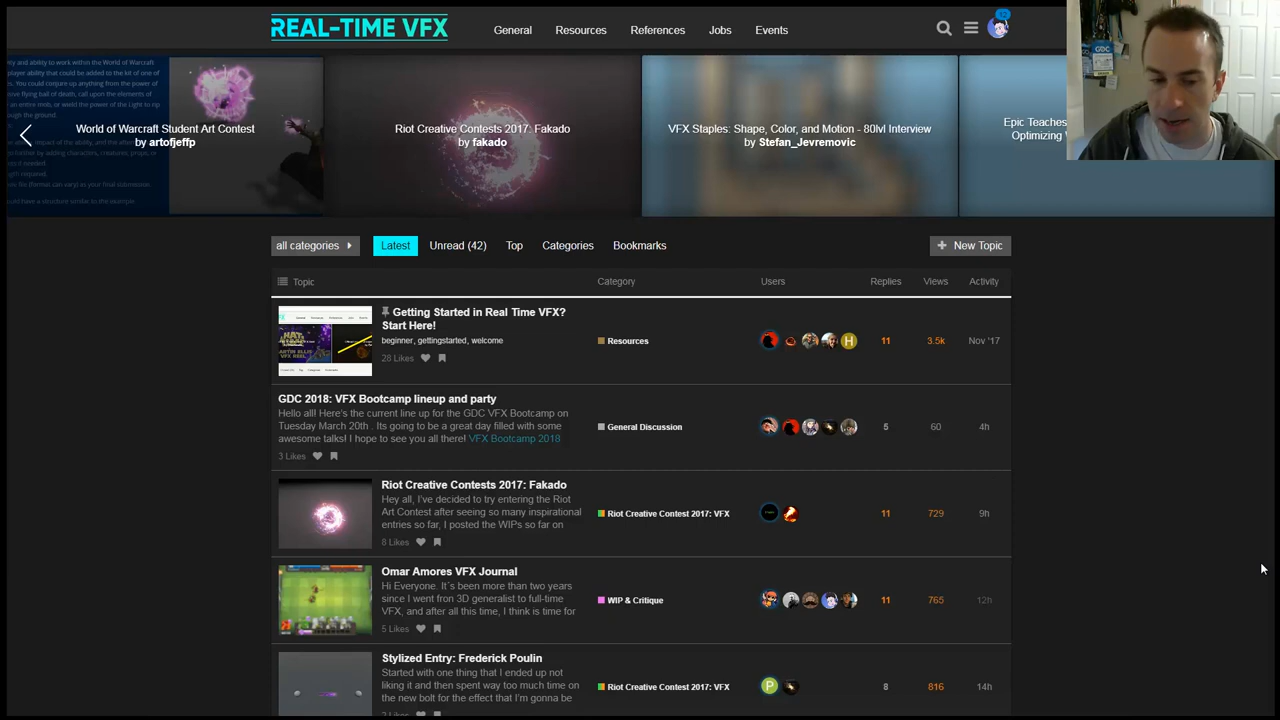 REAL-TIME VFX
General Resources References Jobs Events
GDC
World of Warcraft Student Art Contest
by artofjeffp
Riot Creative Contests 2017: Fakado
by fakado
VFX Staples: Shape, Color, and Motion - 80lvl Interview
by Stefan_Jevremovic
Epic Teaches
Optimizing
all categories Latest Unread (42) Top Categories Bookmarks + New Topic
Topic Category Users Replies Views Activity
Getting Started in Real Time VFX?
Start Here!
beginner, gettingstarted, welcome
28 Likes
Resources H 11 3.5k Nov '17
GDC 2018: VFX Bootcamp lineup and party
Hello all! Here's the current line up for the GDC VFX Bootcamp on
Tuesday March 20th . Its going to be a great day filled with some
awesome talks! I hope to see you all there! VFX Bootcamp 2018
3 Likes
General Discussion 5 60 4h
Riot Creative Contests 2017: Fakado
Hey all, I've decided to try entering the Riot
Art Contest after seeing so many inspirational
entries so far, I posted the WIPs so far on
8 Likes
Riot Creative Contest 2017: VFX 11 729 9h
Omar Amores VFX Journal
Hi Everyone. It´s been more than two years
since I went fron 3D generalist to full-time
VFX, and after all this time, I think is time for
5 Likes
WIP & Critique 11 765 12h
Stylized Entry: Frederick Poulin
Started with one thing that I ended up not
liking it and then spent way too much time on
the new bolt for the effect that I'm gonna be
Riot Creative Contest 2017: VFX P 8 816 14h